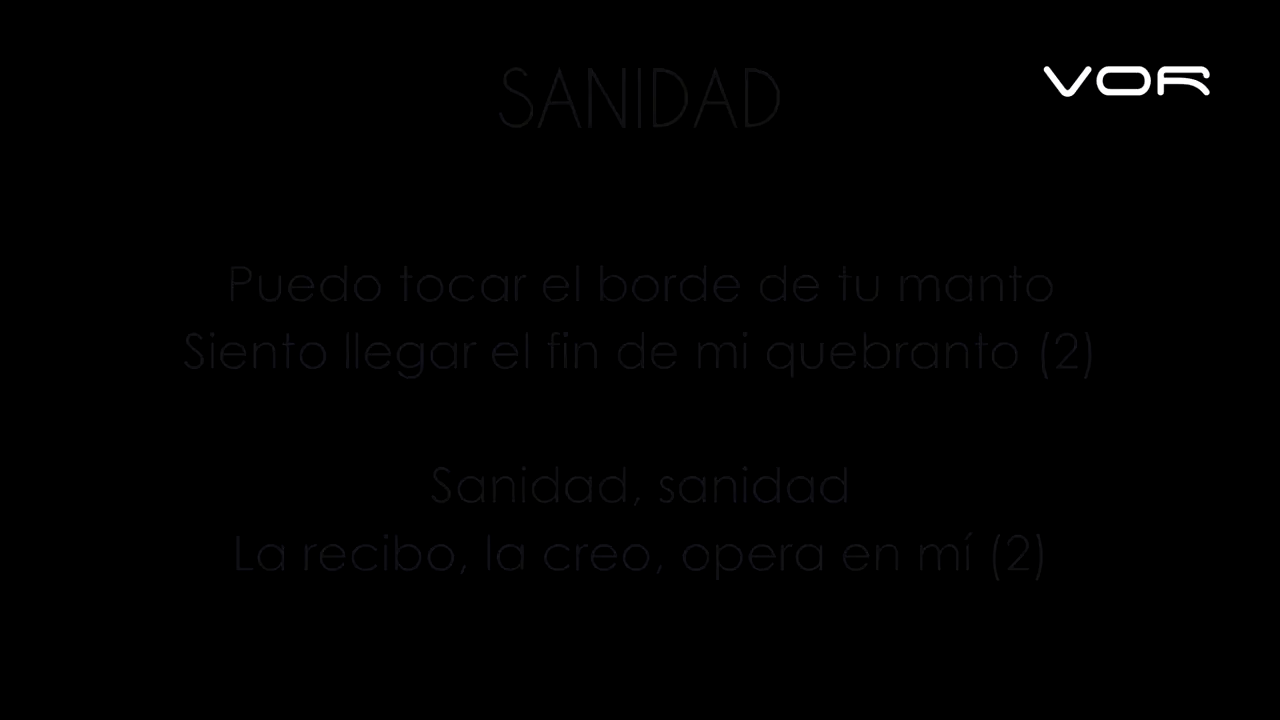 SANIDAD
VOR
Puedo tocar el borde de tu manto
Siento llegar el fin de mi quebranto (2)
Sanidad, sanidad
La recibo, la creo, opera en mí (2)